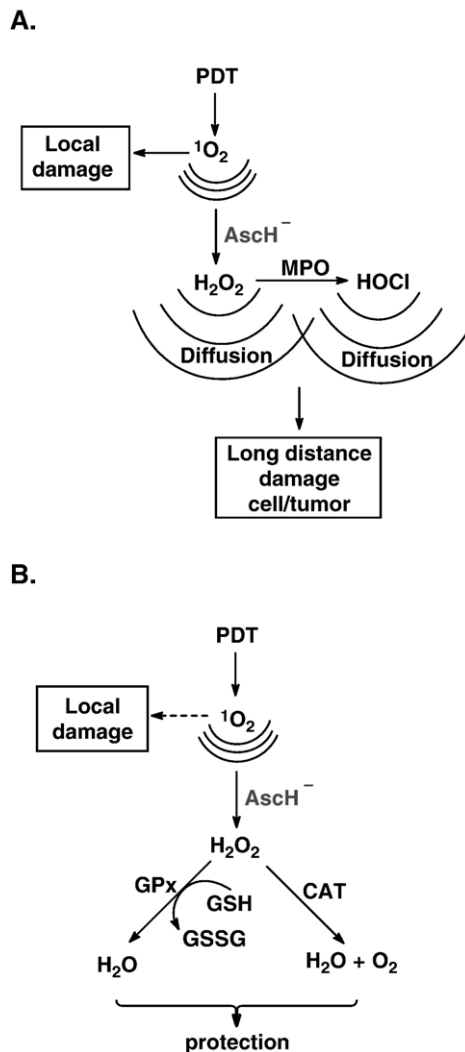 A.
PDT
Local
damage
¹O₂
AscH⁻
H₂O₂
MPO
HOCl
Diffusion
Diffusion
Long distance
damage
cell/tumor
B.
PDT
Local
damage
¹O₂
AscH⁻
H₂O₂
GPx
GSH
CAT
GSSG
H₂O
H₂O + O₂
protection